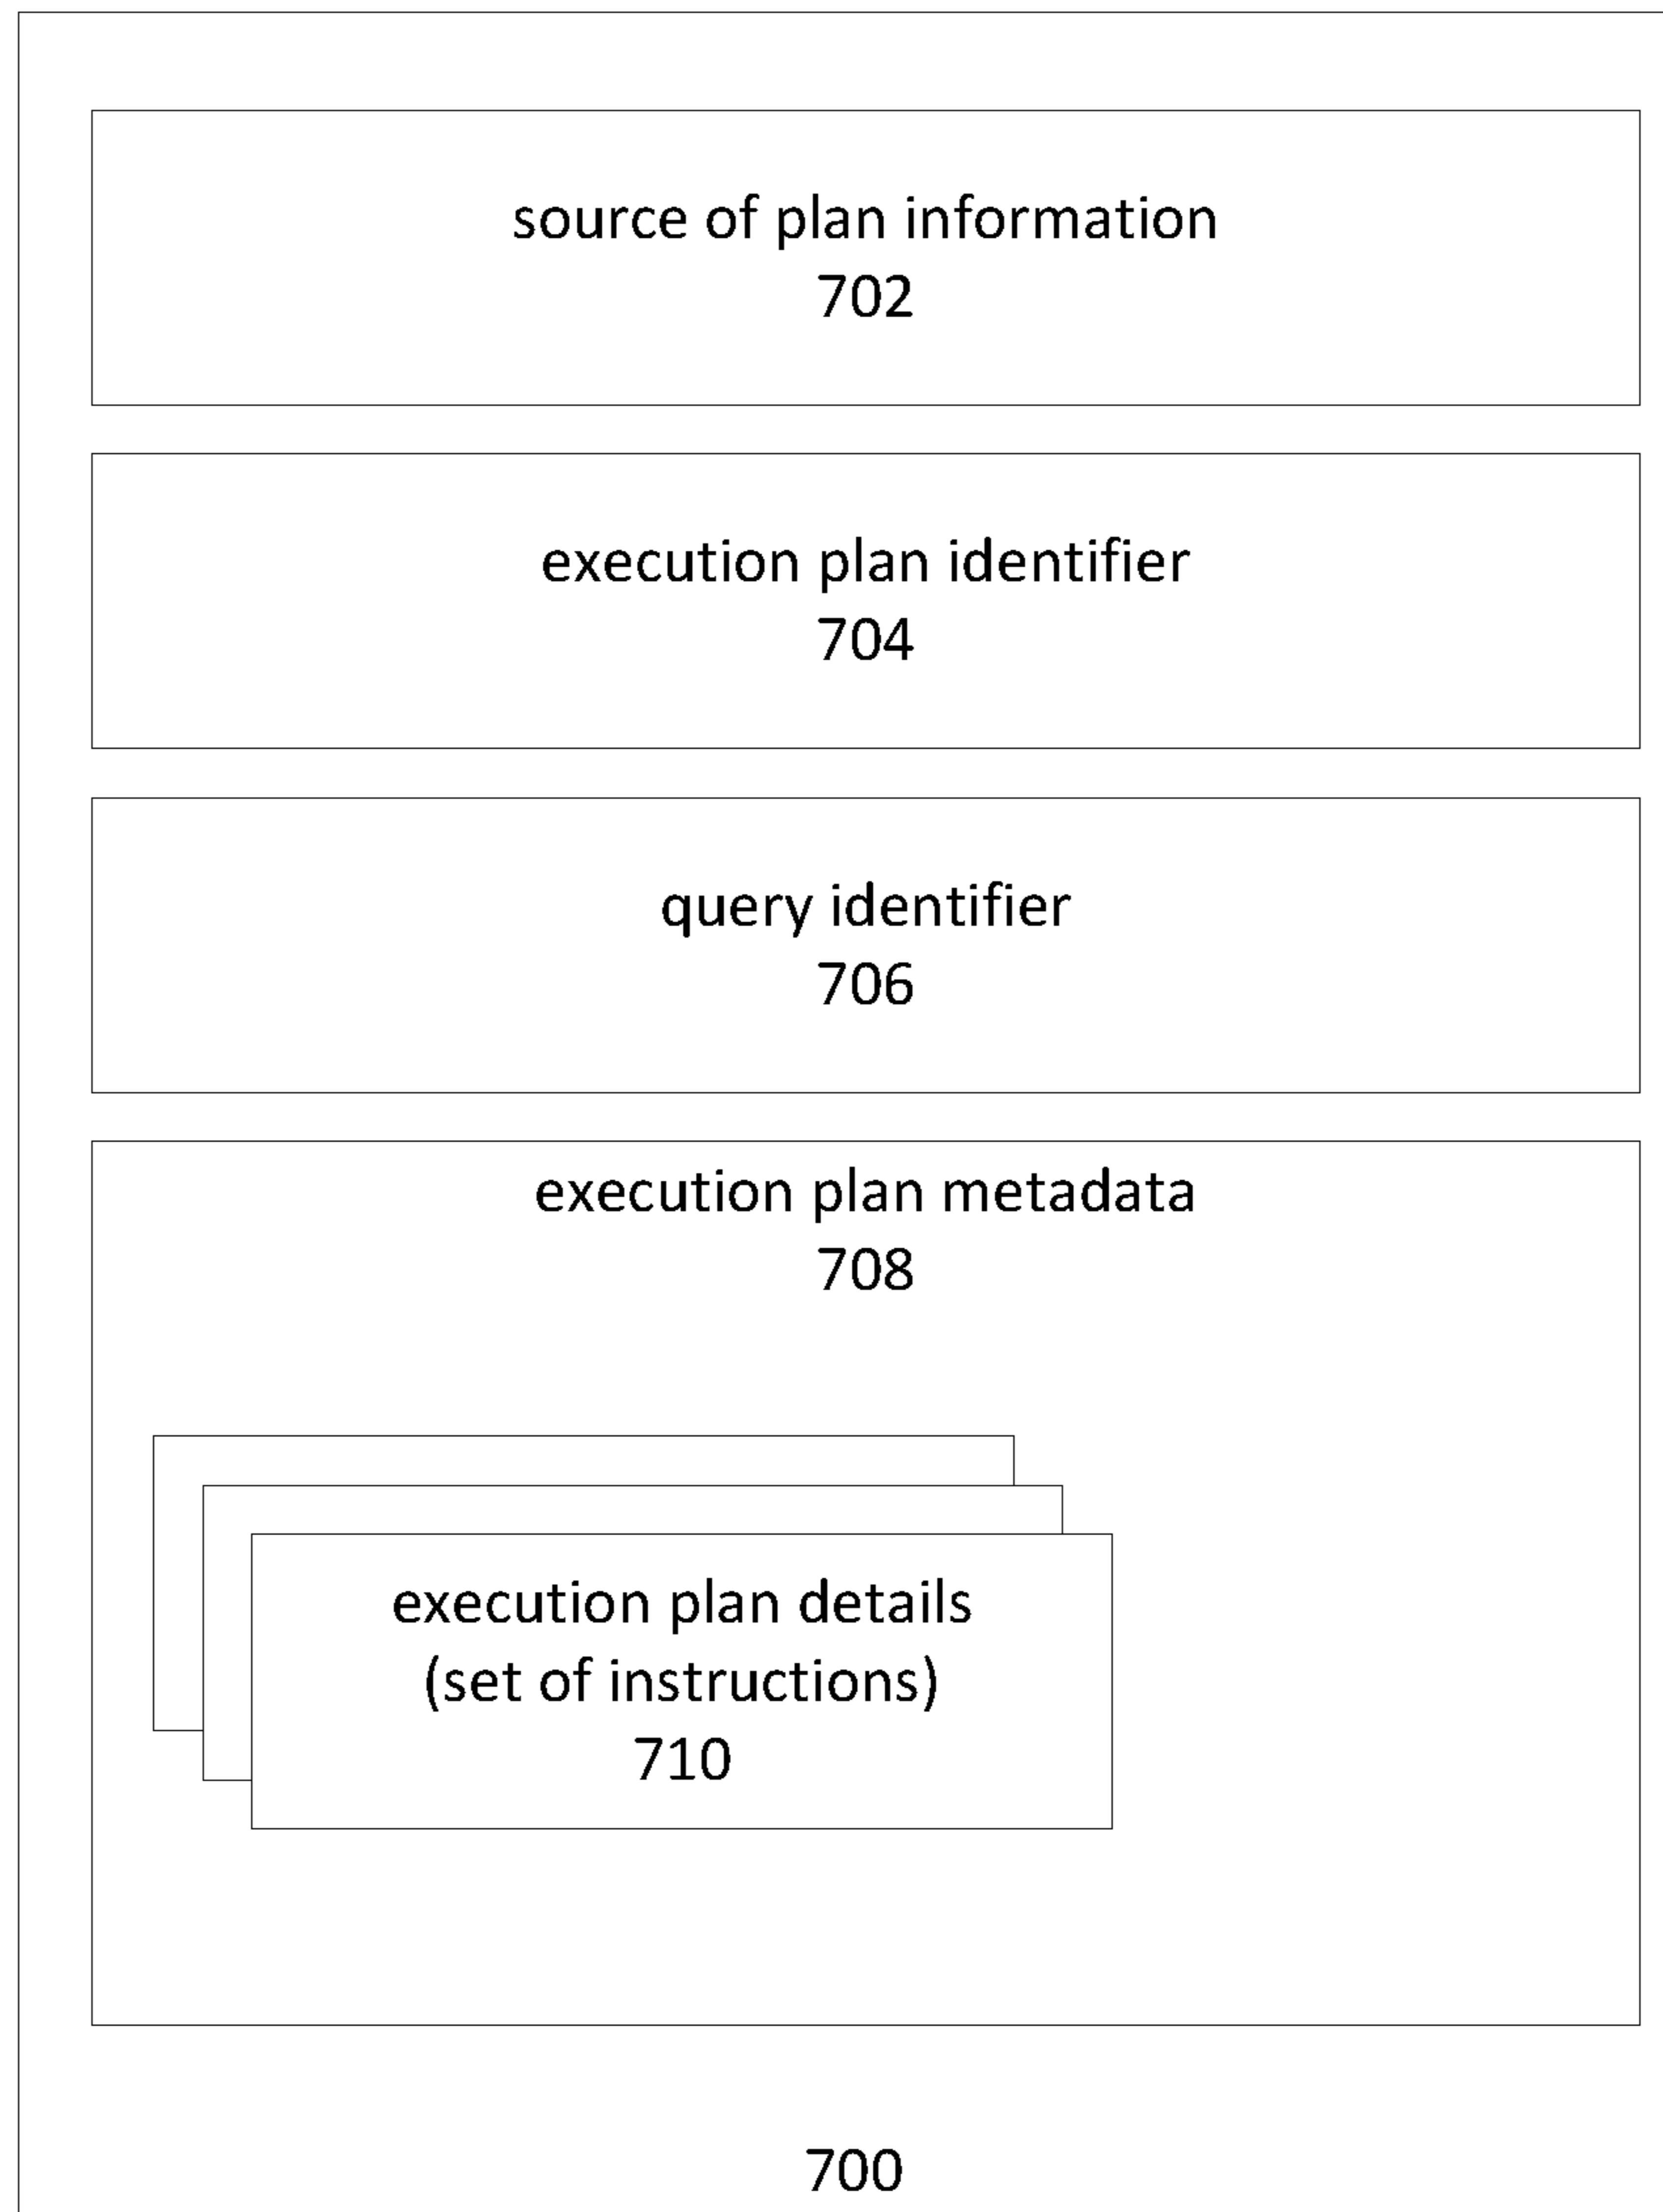 source of plan information
702
execution plan identifier
704
query identifier
706
execution plan metadata
708
execution plan details
(set of instructions)
710
700